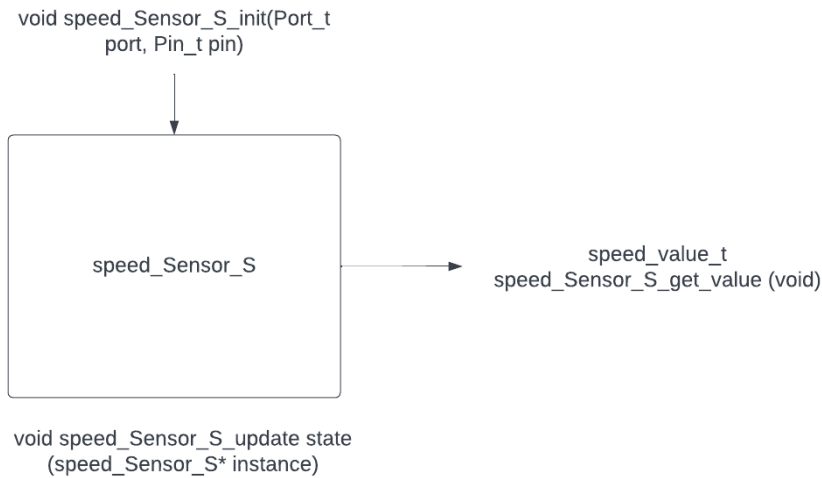 void speed_Sensor_S_init(Port_t
port, Pin_t pin)
speed_Sensor_S
speed_value_t
speed_Sensor_S_get_value (void)
void speed_Sensor_S_update state
(speed_Sensor_S* instance)